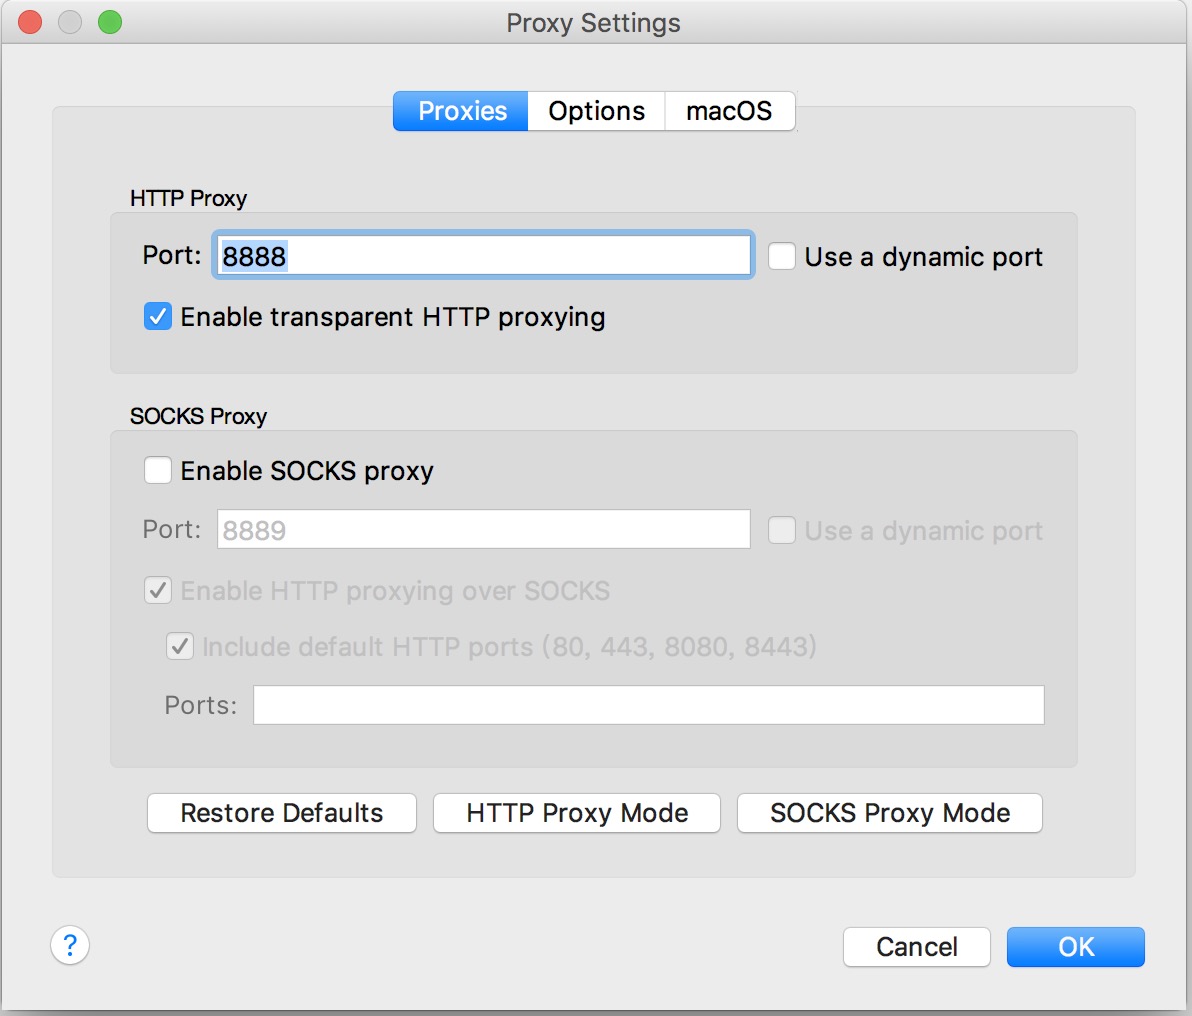 Proxy Settings
Proxies Options macOS
HTTP Proxy
Port: 8888 Use a dynamic port
Enable transparent HTTP proxying
SOCKS Proxy
Enable SOCKS proxy
Port: 8889 Use a dynamic port
Enable HTTP proxying over SOCKS
Include default HTTP ports (80, 443, 8080, 8443)
Ports:
Restore Defaults HTTP Proxy Mode SOCKS Proxy Mode
? Cancel OK